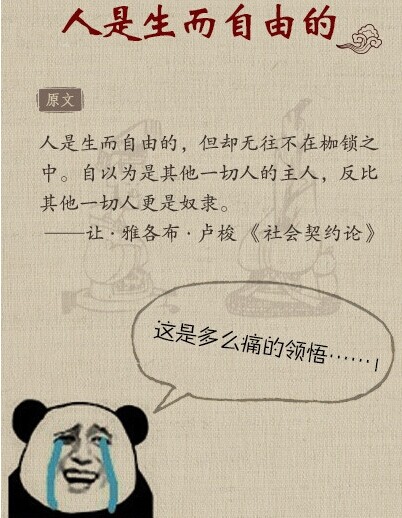 人是生而自由的
原文
人是生而自由的，但却无往不在枷锁之
中。自以为是其他一切人的主人，反比
其他一切人更是奴隶。
——让·雅各布·卢梭《社会契约论》
这是多么痛的领悟……！